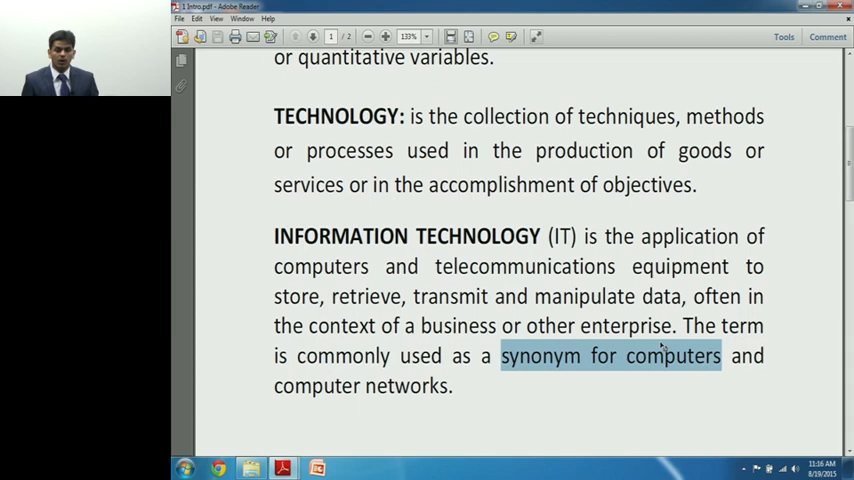 1 Intro.pdf - Adobe Reader
File Edit View Window Help
1 / 2 133% Tools Comment
or quantitative variables.
TECHNOLOGY: is the collection of techniques, methods
or processes used in the production of goods or
services or in the accomplishment of objectives.
INFORMATION TECHNOLOGY (IT) is the application of
computers and telecommunications equipment to
store, retrieve, transmit and manipulate data, often in
the context of a business or other enterprise. The term
is commonly used as a synonym for computers and
computer networks.
11:16 AM
8/19/2015